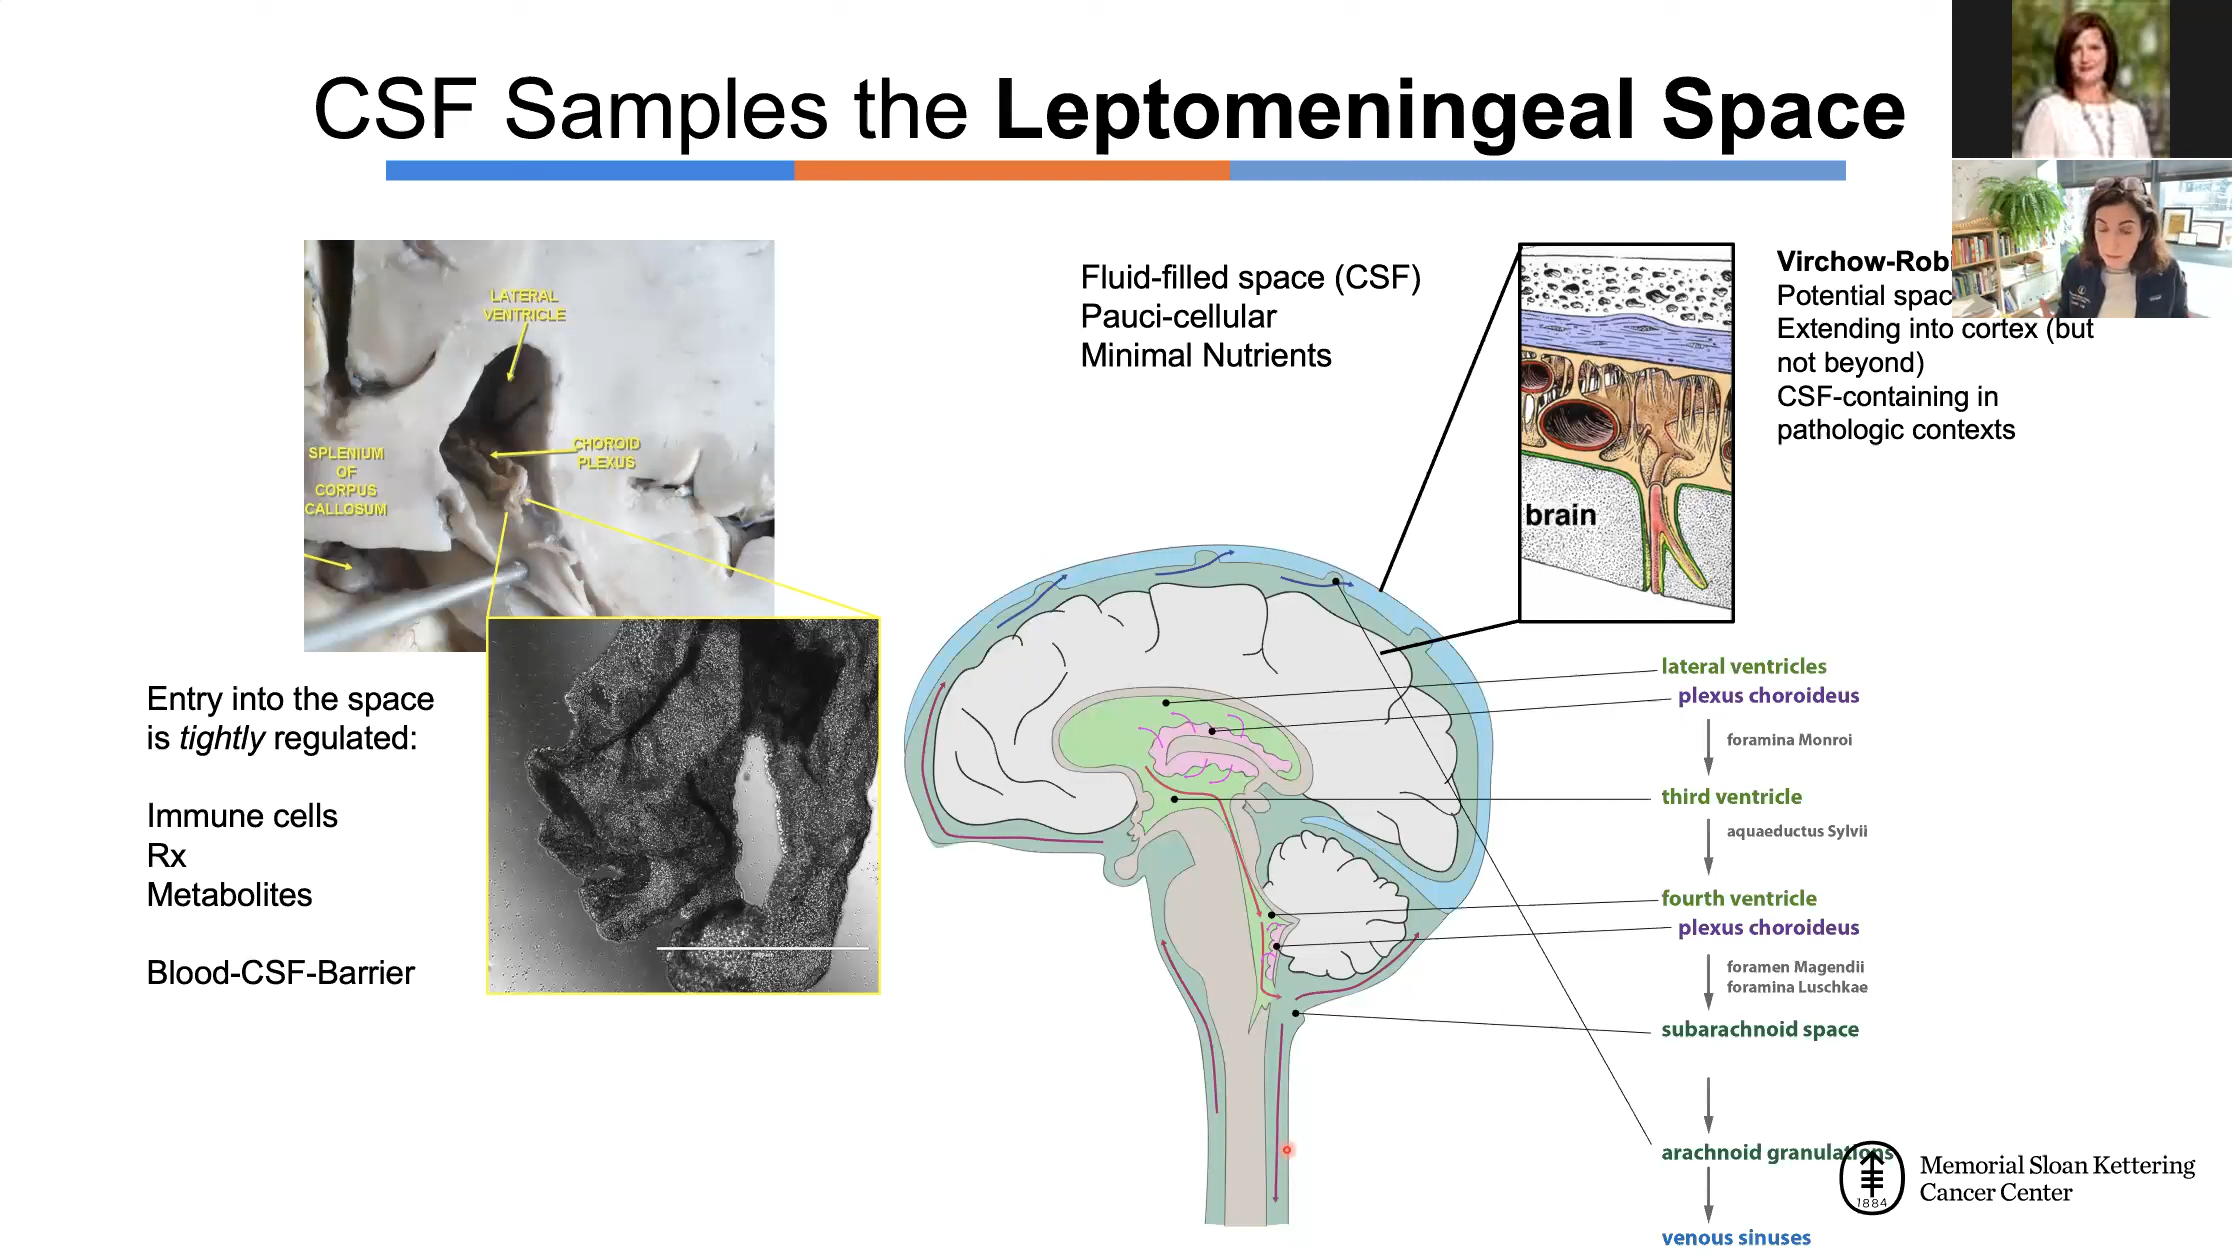 CSF Samples the Leptomeningeal Space
LATERAL
VENTRICLE
CHOROID
PLEXUS
SPLENIUM
OF
CORPUS
CALLOSUM
Entry into the space
is tightly regulated:
Immune cells
Rx
Metabolites
Blood-CSF-Barrier
Fluid-filled space (CSF)
Pauci-cellular
Minimal Nutrients
brain
Virchow-Rob
Potential spac
Extending into cortex (but
not beyond)
CSF-containing in
pathologic contexts
lateral ventricles
plexus choroideus
foramina Monroi
third ventricle
aquaeductus Sylvii
fourth ventricle
plexus choroideus
foramen Magendii
foramina Luschkae
subarachnoid space
arachnoid granulations
venous sinuses
1884
Memorial Sloan Kettering
Cancer Center